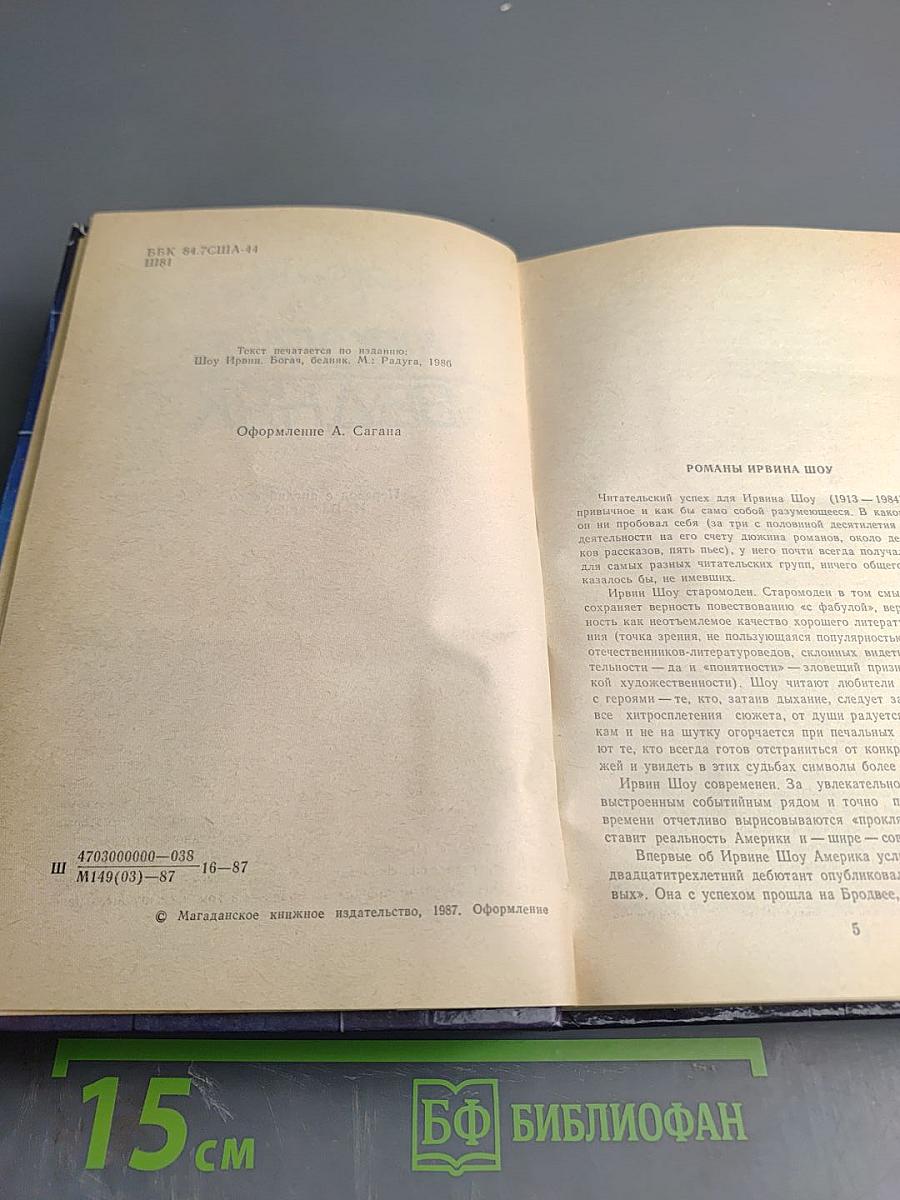 ББК 84.7США-44
Ш81
Текст печатается по изданию:
Шоу Ирвин. Богач, бедняк. М.: Радуга, 1986
Оформление А. Сагана
Ш 4703000000—038 16—87
М149(03)—87
© Магаданское книжное издательство, 1987. Оформление
РОМАНЫ ИРВИНА ШОУ
Читательский успех для Ирвина Шоу (1913—1984
привычное и как бы само собой разумеющееся. В како
он ни пробовал себя (за три с половиной десятилетия
деятельности на его счету дюжина романов, около де
ков рассказов, пять пьес), у него почти всегда получа
для самых разных читательских групп, ничего общего
казалось бы, не имевших.
Ирвин Шоу старомоден. Старомоден в том смы
сохраняет верность повествованию «с фабулой», вер
ность как неотъемлемое качество хорошего литерат
ния (точка зрения, не пользующаяся популярностью
отечественников-литературоведов, склонных видет
тельности — да и «понятности» — зловещий призн
кой художественности). Шоу читают любители
с героями — те, кто, затаив дыхание, следует за
все хитросплетения сюжета, от души радуется
кам и не на шутку огорчается при печальных
ют те, кто всегда готов отстраниться от конкр
жей и увидеть в этих судьбах символы более
Ирвин Шоу современен. За увлекательно
выстроенным событийным рядом и точно п
времени отчетливо вырисовываются «прокля
ставит реальность Америки и — шире — сов
Впервые об Ирвине Шоу Америка усл
двадцатитрехлетний дебютант опубликовал
вых». Она с успехом прошла на Бродвее,
5
15 см
БФ БИБЛИОФАН